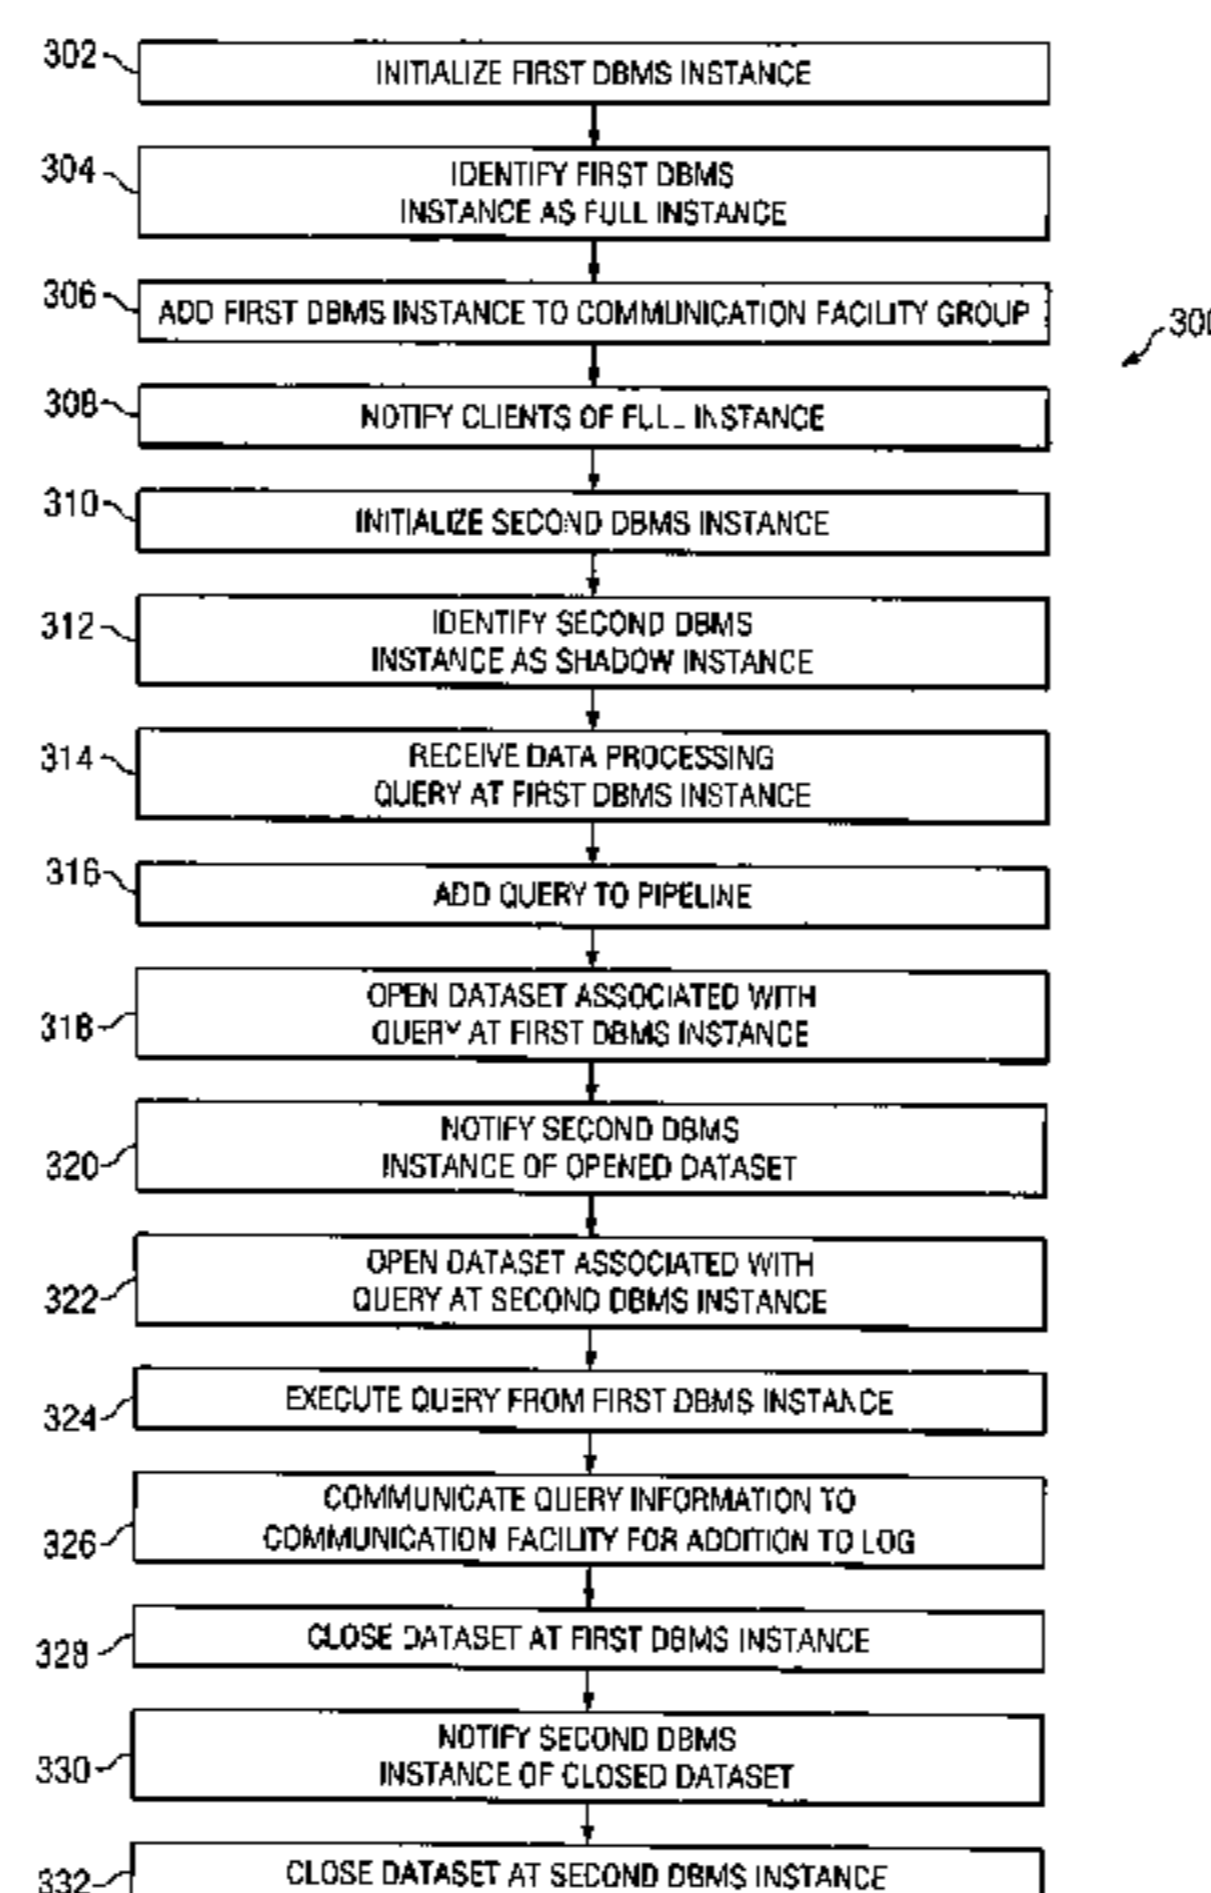 302
INITIALIZE FIRST DBMS INSTANCE
304
IDENTIFY FIRST DBMS
INSTANCE AS FULL INSTANCE
306
ADD FIRST DBMS INSTANCE TO COMMUNICATION FACILITY GROUP
300
308
NOTIFY CLIENTS OF FULL INSTANCE
310
INITIALIZE SECOND DBMS INSTANCE
312
IDENTIFY SECOND DBMS
INSTANCE AS SHADOW INSTANCE
314
RECEIVE DATA PROCESSING
QUERY AT FIRST DBMS INSTANCE
316
ADD QUERY TO PIPELINE
318
OPEN DATASET ASSOCIATED WITH
QUERY AT FIRST DBMS INSTANCE
320
NOTIFY SECOND DBMS
INSTANCE OF OPENED DATASET
322
OPEN DATASET ASSOCIATED WITH
QUERY AT SECOND DBMS INSTANCE
324
EXECUTE QUERY FROM FIRST DBMS INSTANCE
326
COMMUNICATE QUERY INFORMATION TO
COMMUNICATION FACILITY FOR ADDITION TO LOG
328
CLOSE DATASET AT FIRST DBMS INSTANCE
330
NOTIFY SECOND DBMS
INSTANCE OF CLOSED DATASET
332
CLOSE DATASET AT SECOND DBMS INSTANCE